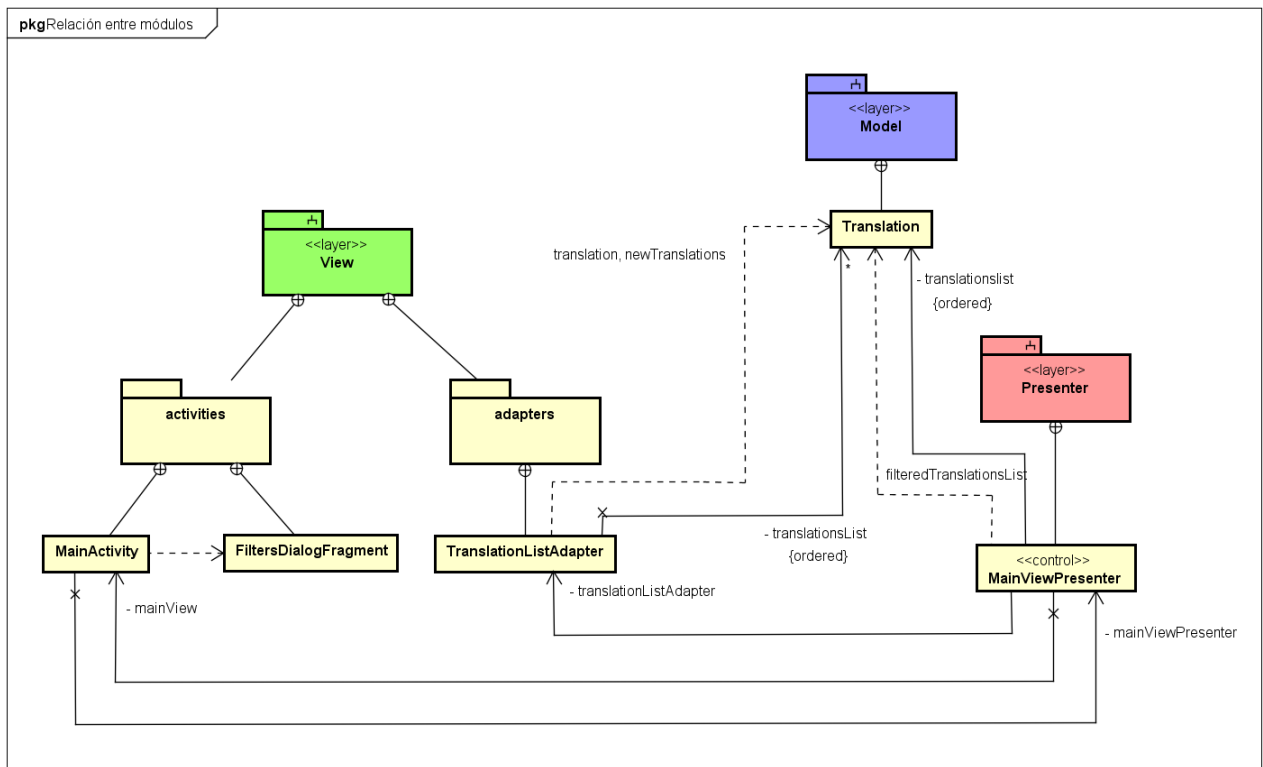 pkgRelación entre módulos
<<layer>>
Model
Translation
<<layer>>
View
translation, newTranslations
*
- translationslist
{ordered}
<<layer>>
Presenter
activities
adapters
filteredTranslationsList
- translationsList
{ordered}
MainActivity
FiltersDialogFragment
TranslationListAdapter
<<control>>
MainViewPresenter
- mainView
- translationListAdapter
- mainViewPresenter